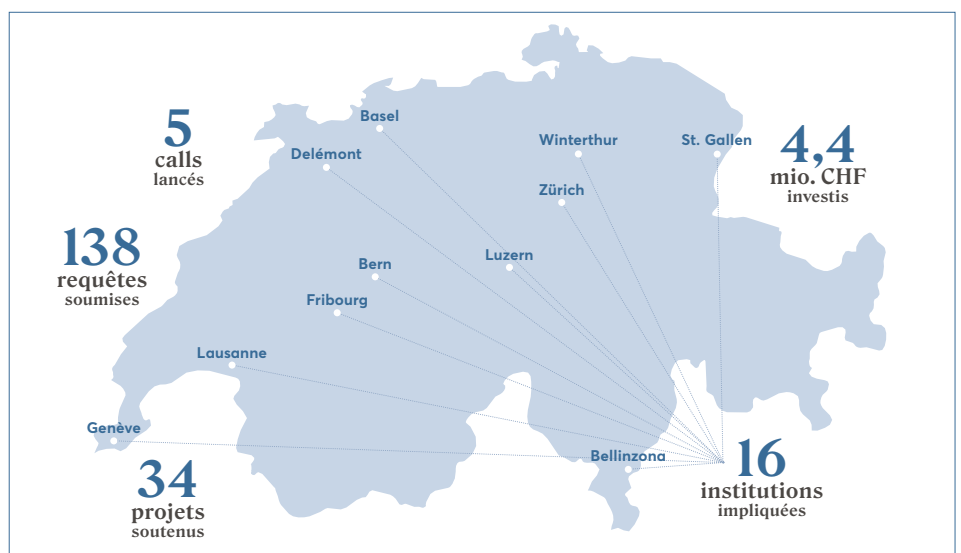 Basel
5
calls
lancés
Delémont
Winterthur
St. Gallen
4,4
mio. CHF
investis
Zürich
138
requêtes
soumises
Bern
Luzern
Fribourg
Lausanne
Genève
Bellinzona
34
projets
soutenus
16
institutions
impliquées